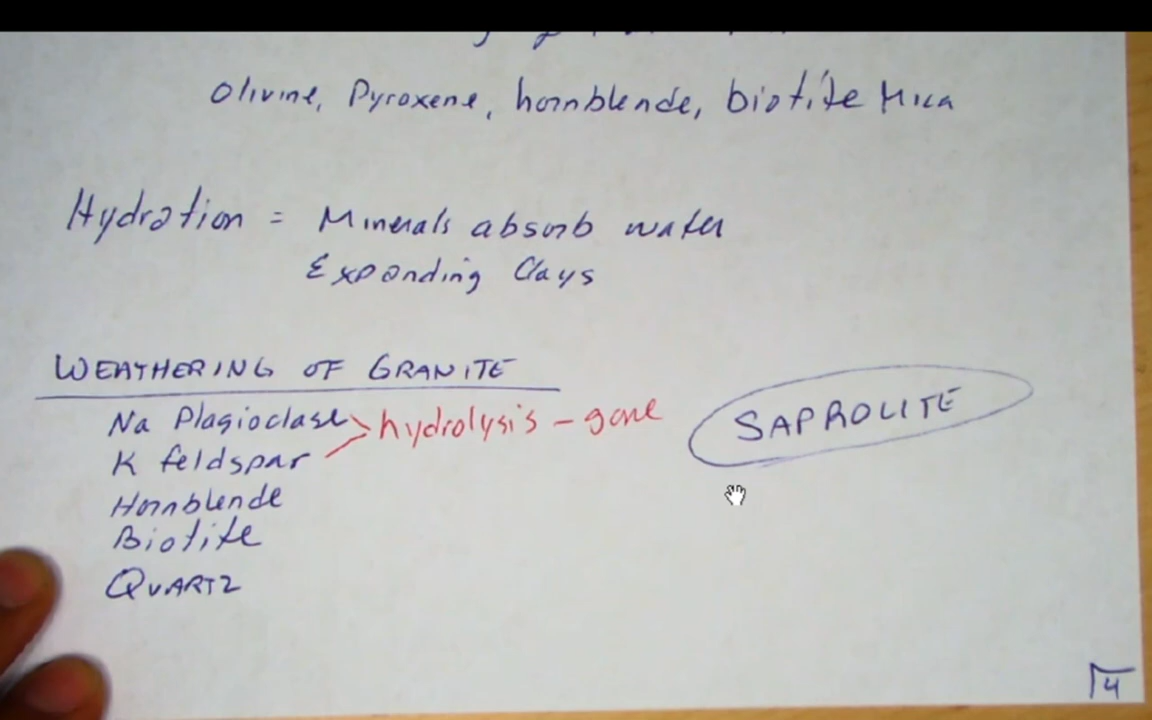 Olivine, Pyroxene, hornblende, biotite Mica
Hydration = Minerals absorb water
Expanding Clays
WEATHERING OF GRANITE
Na Plagioclase > hydrolysis - gone
SAPROLITE
K feldspar
Hornblende
Biotite
QUARTZ
4